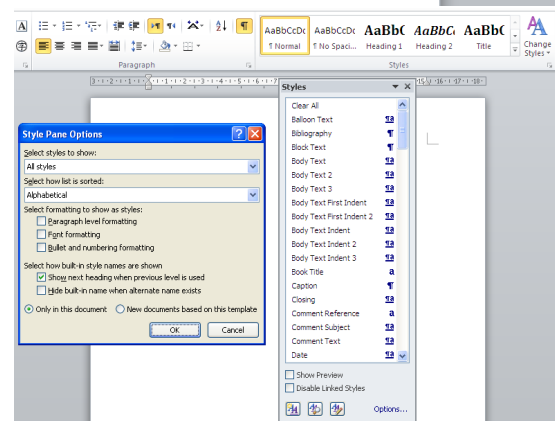 AaBbCcDc AaBbCcDc AaBbC AaBbCc AaBbC
¶ Normal ¶ No Spaci... Heading 1 Heading 2 Title
Change
Styles
Paragraph
Styles
Styles
Clear All
Balloon Text
Bibliography
Block Text
Body Text
Body Text 2
Body Text 3
Body Text First Indent
Body Text First Indent 2
Body Text Indent
Body Text Indent 2
Body Text Indent 3
Book Title
Caption
Closing
Comment Reference
Comment Subject
Comment Text
Date
Show Preview
Disable Linked Styles
Options...
Style Pane Options
Select styles to show:
All styles
Select how list is sorted:
Alphabetical
Select formatting to show as styles:
Paragraph level formatting
Font formatting
Bullet and numbering formatting
Select how built-in style names are shown
Show next heading when previous level is used
Hide built-in name when alternate name exists
Only in this document New documents based on this template
OK Cancel